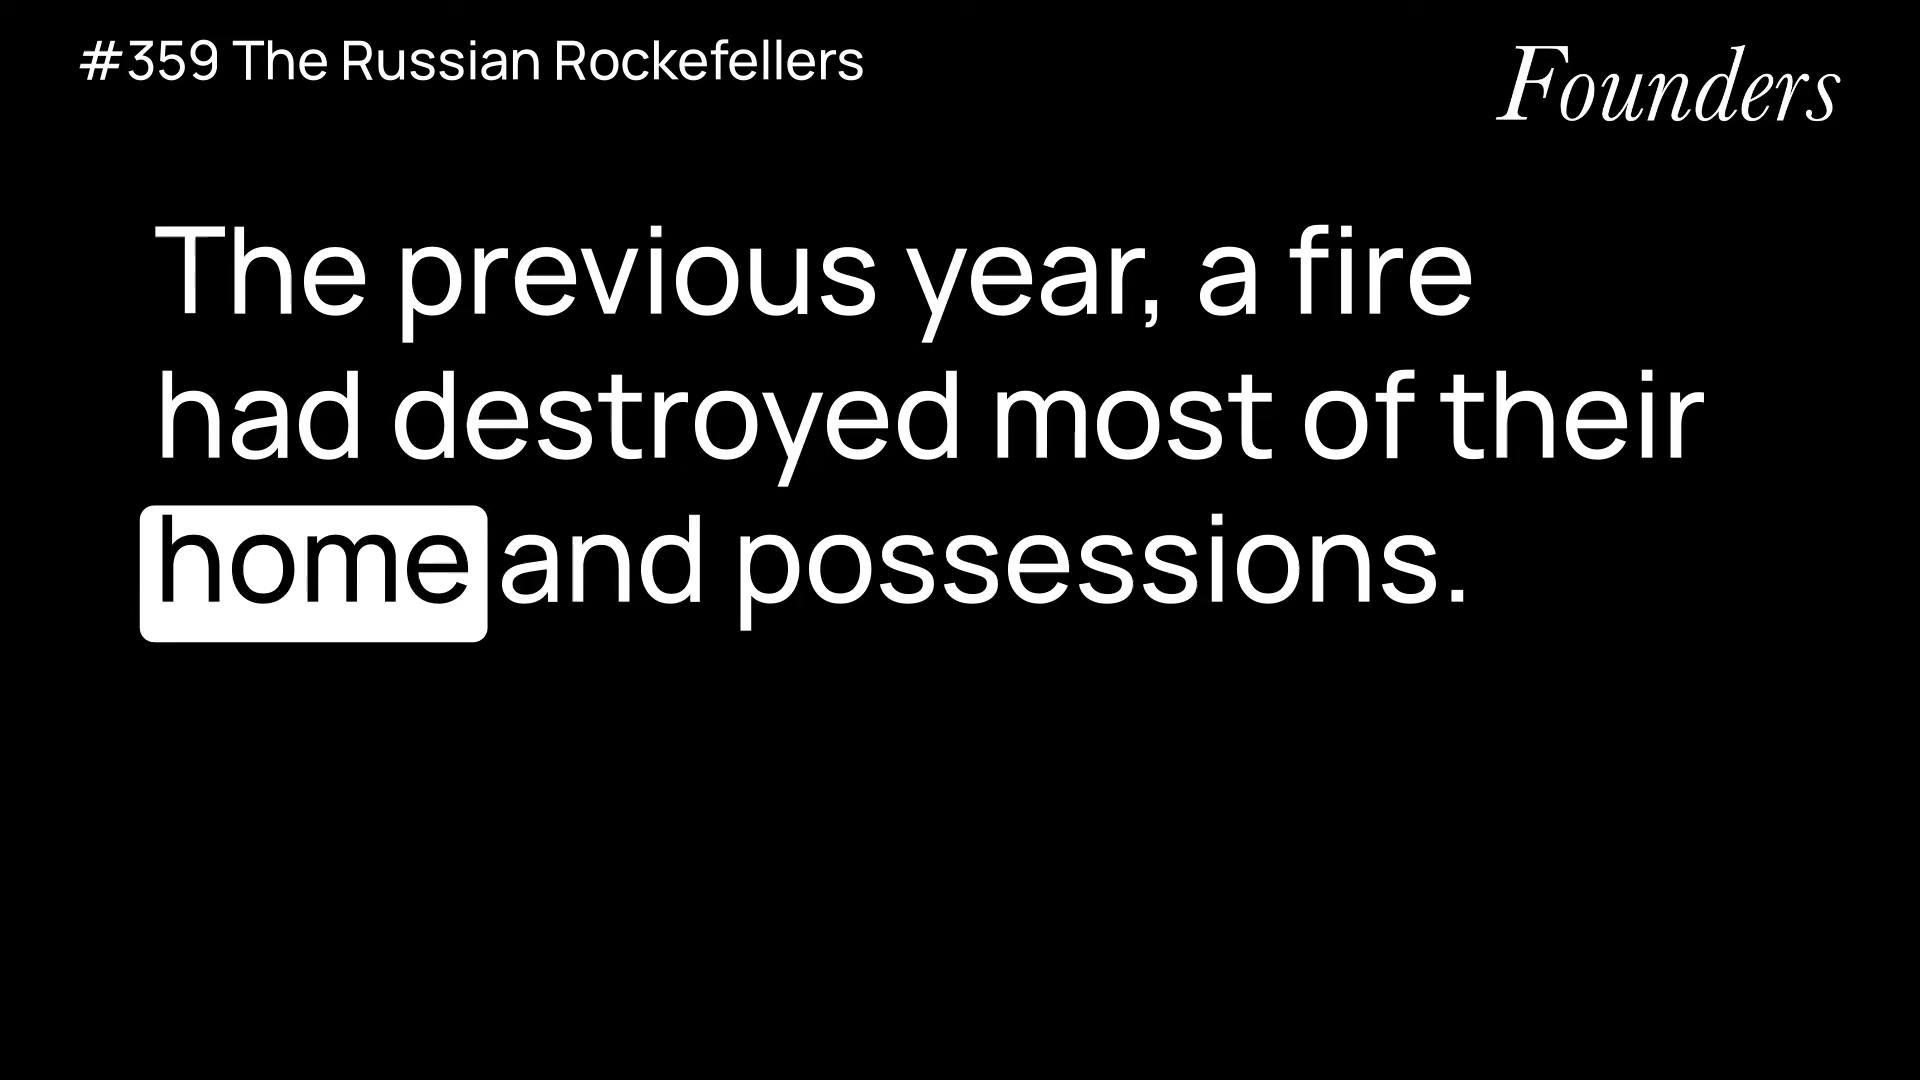 #359 The Russian Rockefellers
Founders
The previous year, a fire
had destroyed most of their
home and possessions.